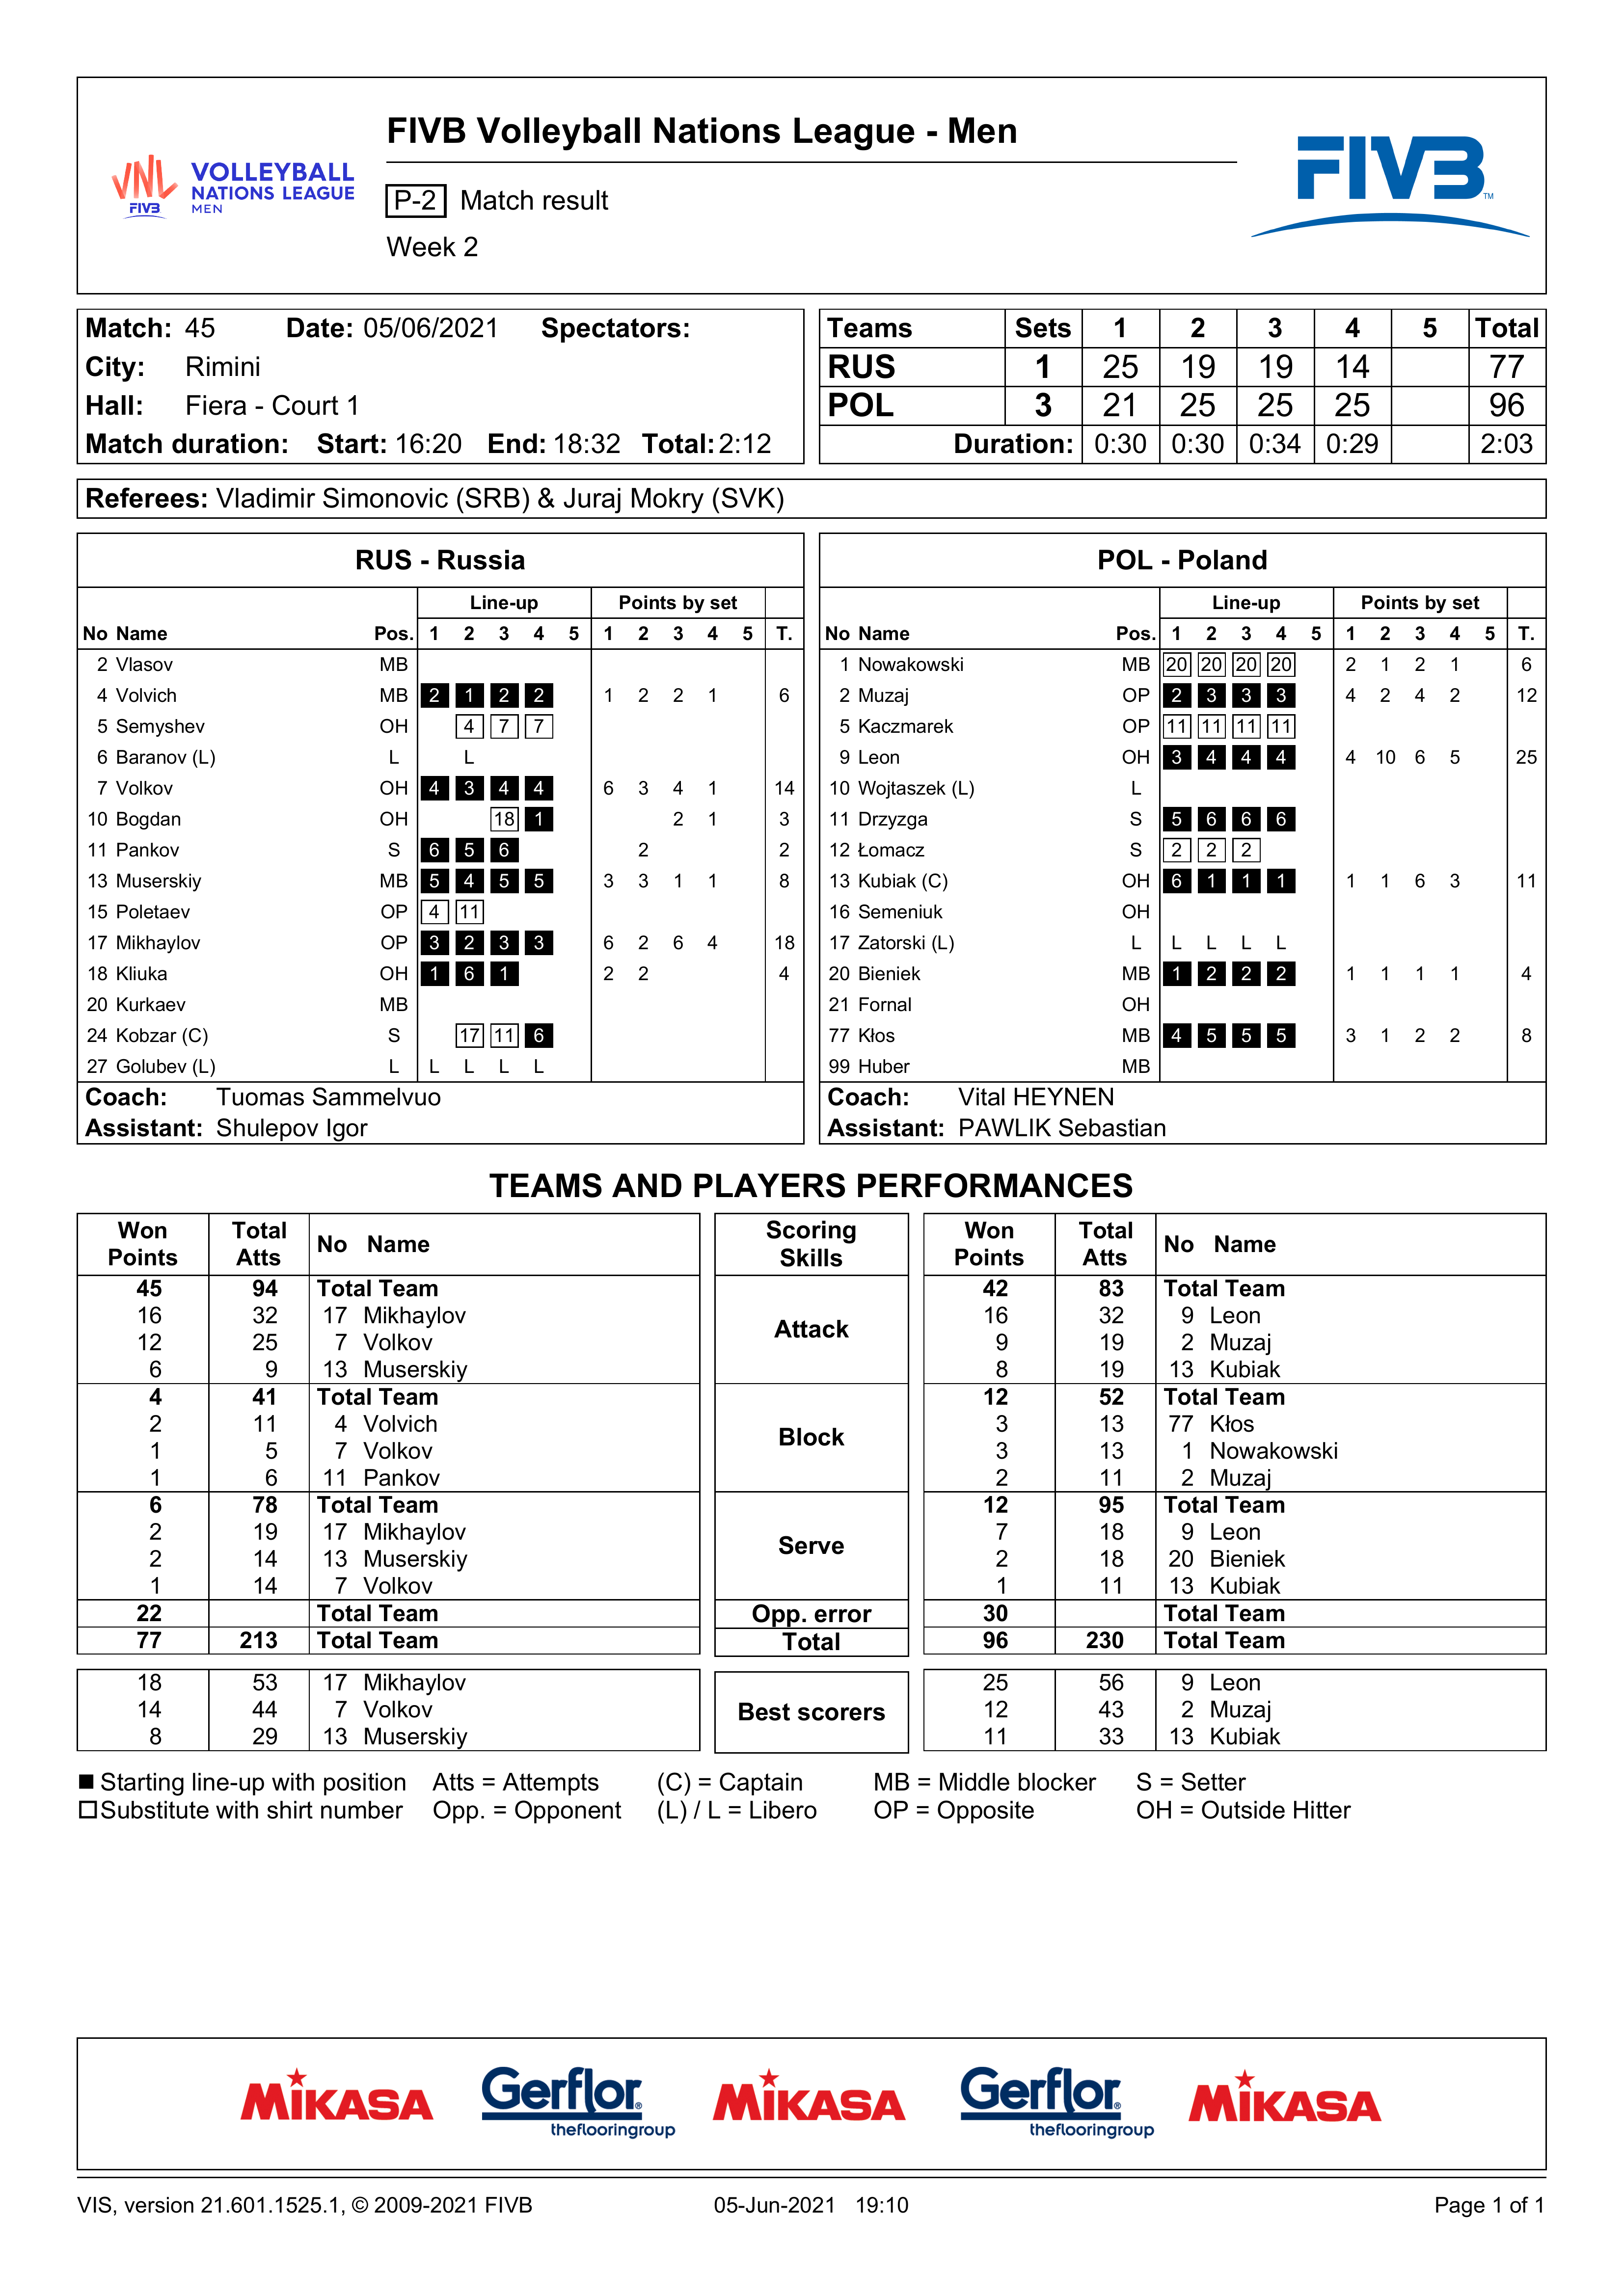 FIVB Volleyball Nations League - Men
VNL FIVB VOLLEYBALL NATIONS LEAGUE MEN
P-2 Match result
Week 2
FIVB TM
Match: 45 Date: 05/06/2021 Spectators:
City: Rimini
Hall: Fiera - Court 1
Match duration: Start: 16:20 End: 18:32 Total: 2:12
Teams Sets 1 2 3 4 5 Total
RUS 1 25 19 19 14 77
POL 3 21 25 25 25 96
Duration: 0:30 0:30 0:34 0:29 2:03
Referees: Vladimir Simonovic (SRB) & Juraj Mokry (SVK)
RUS - Russia
Line-up Points by set
No Name Pos. 1 2 3 4 5 1 2 3 4 5 T.
2 Vlasov MB
4 Volvich MB 2 1 2 2 1 2 2 1 6
5 Semyshev OH 4 7 7
6 Baranov (L) L L
7 Volkov OH 4 3 4 4 6 3 4 1 14
10 Bogdan OH 18 1 2 1 3
11 Pankov S 6 5 6 2 2
13 Muserskiy MB 5 4 5 5 3 3 1 1 8
15 Poletaev OP 4 11
17 Mikhaylov OP 3 2 3 3 6 2 6 4 18
18 Kliuka OH 1 6 1 2 2 4
20 Kurkaev MB
24 Kobzar (C) S 17 11 6
27 Golubev (L) L L L L L
Coach: Tuomas Sammelvuo
Assistant: Shulepov Igor
POL - Poland
Line-up Points by set
No Name Pos. 1 2 3 4 5 1 2 3 4 5 T.
1 Nowakowski MB 20 20 20 20 2 1 2 1 6
2 Muzaj OP 2 3 3 3 4 2 4 2 12
5 Kaczmarek OP 11 11 11 11
9 Leon OH 3 4 4 4 4 10 6 5 25
10 Wojtaszek (L) L
11 Drzyzga S 5 6 6 6
12 Łomacz S 2 2 2
13 Kubiak (C) OH 6 1 1 1 1 1 6 3 11
16 Semeniuk OH
17 Zatorski (L) L L L L L
20 Bieniek MB 1 2 2 2 1 1 1 1 4
21 Fornal OH
77 Kłos MB 4 5 5 5 3 1 2 2 8
99 Huber MB
Coach: Vital HEYNEN
Assistant: PAWLIK Sebastian
TEAMS AND PLAYERS PERFORMANCES
Won Points Total Atts No Name Scoring Skills Won Points Total Atts No Name
45 94 Total Team Attack 42 83 Total Team
16 32 17 Mikhaylov 16 32 9 Leon
12 25 7 Volkov 9 19 2 Muzaj
6 9 13 Muserskiy 8 19 13 Kubiak
4 41 Total Team Block 12 52 Total Team
2 11 4 Volvich 3 13 77 Kłos
1 5 7 Volkov 3 13 1 Nowakowski
1 6 11 Pankov 2 11 2 Muzaj
6 78 Total Team Serve 12 95 Total Team
2 19 17 Mikhaylov 7 18 9 Leon
2 14 13 Muserskiy 2 18 20 Bieniek
1 14 7 Volkov 1 11 13 Kubiak
22 Total Team Opp. error 30 Total Team
77 213 Total Team Total 96 230 Total Team
18 53 17 Mikhaylov Best scorers 25 56 9 Leon
14 44 7 Volkov 12 43 2 Muzaj
8 29 13 Muserskiy 11 33 13 Kubiak
■ Starting line-up with position Atts = Attempts (C) = Captain MB = Middle blocker S = Setter
□ Substitute with shirt number Opp. = Opponent (L) / L = Libero OP = Opposite OH = Outside Hitter
MIKASA Gerflor® theflooringgroup MIKASA Gerflor® theflooringgroup MIKASA
VIS, version 21.601.1525.1, © 2009-2021 FIVB 05-Jun-2021 19:10 Page 1 of 1